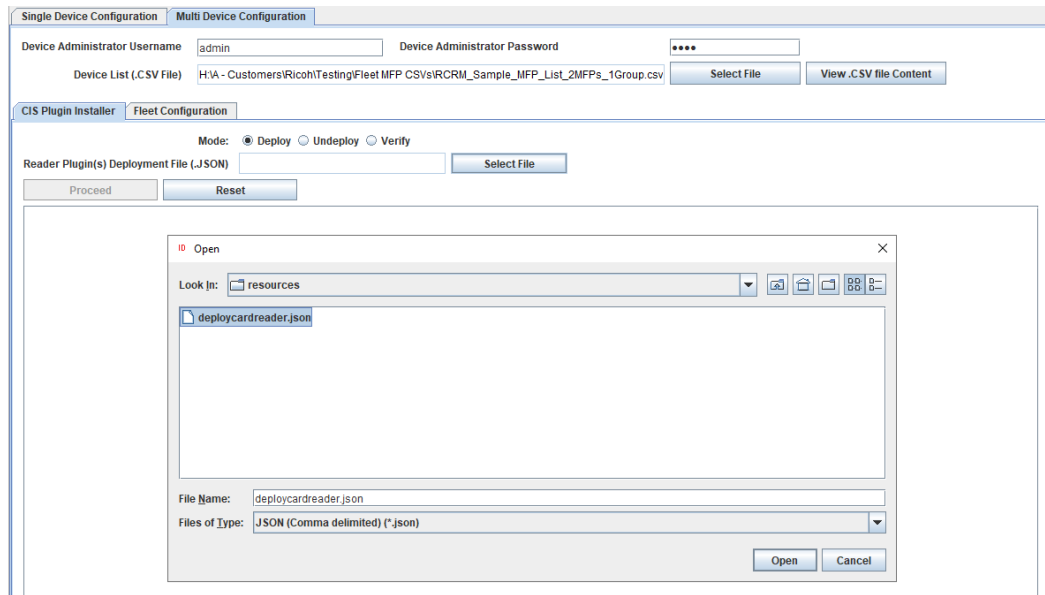 Single Device Configuration Multi Device Configuration
Device Administrator Username admin Device Administrator Password ••••
Device List (.CSV File) H:\A - Customers\Ricoh\Testing\Fleet MFP CSVs\RCRM_Sample_MFP_List_2MFPs_1Group.csv Select File View .CSV file Content
CIS Plugin Installer Fleet Configuration
Mode: Deploy Undeploy Verify
Reader Plugin(s) Deployment File (.JSON) Select File
Proceed Reset
ID Open
Look In: resources
deploycardreader.json
File Name: deploycardreader.json
Files of Type: JSON (Comma delimited) (*.json)
Open Cancel